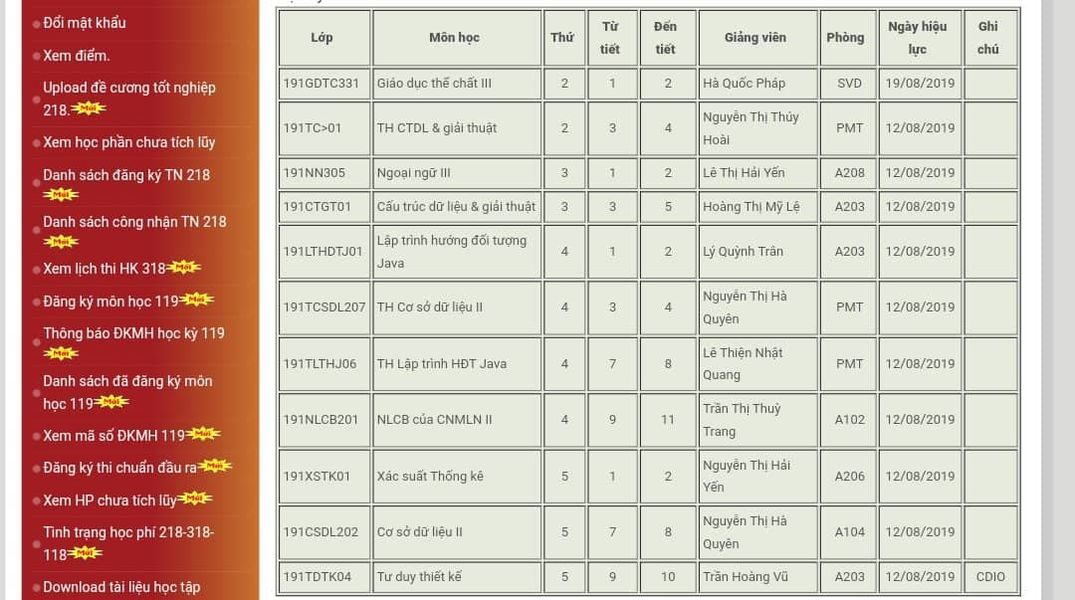 Đổi mật khẩu
Xem điểm.
Upload đề cương tốt nghiệp
218. Mới
Xem học phần chưa tích lũy
Danh sách đăng ký TN 218
Mới
Danh sách công nhận TN 218
Mới
Xem lịch thi HK 318 Mới
Đăng ký môn học 119 Mới
Thông báo ĐKMH học kỳ 119
Mới
Danh sách đã đăng ký môn
học 119 Mới
Xem mã số ĐKMH 119 Mới
Đăng ký thi chuẩn đầu ra Mới
Xem HP chưa tích lũy Mới
Tình trạng học phí 218-318-
118 Mới
Download tài liệu học tập
Lớp Môn học Thứ Từ tiết Đến tiết Giảng viên Phòng Ngày hiệu lực Ghi chú
191GDTC331 Giáo dục thể chất III 2 1 2 Hà Quốc Pháp SVD 19/08/2019
191TC>01 TH CTDL & giải thuật 2 3 4 Nguyễn Thị Thúy Hoài PMT 12/08/2019
191NN305 Ngoại ngữ III 3 1 2 Lê Thị Hải Yến A208 12/08/2019
191CTGT01 Cấu trúc dữ liệu & giải thuật 3 3 5 Hoàng Thị Mỹ Lệ A203 12/08/2019
191LTHDTJ01 Lập trình hướng đối tượng Java 4 1 2 Lý Quỳnh Trân A203 12/08/2019
191TCSDL207 TH Cơ sở dữ liệu II 4 3 4 Nguyễn Thị Hà Quyên PMT 12/08/2019
191TLTHJ06 TH Lập trình HĐT Java 4 7 8 Lê Thiện Nhật Quang PMT 12/08/2019
191NLCB201 NLCB của CNMLN II 4 9 11 Trần Thị Thuỳ Trang A102 12/08/2019
191XSTK01 Xác suất Thống kê 5 1 2 Nguyễn Thị Hải Yến A206 12/08/2019
191CSDL202 Cơ sở dữ liệu II 5 7 8 Nguyễn Thị Hà Quyên A104 12/08/2019
191TDTK04 Tư duy thiết kế 5 9 10 Trần Hoàng Vũ A203 12/08/2019 CDIO